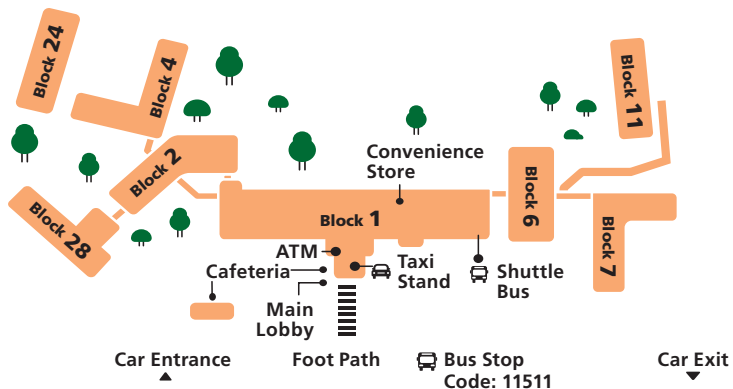 Block 24
Block 4
Block 11
Block 2
Convenience
Store
Block 28
Block 1
Block 6
Block 7
ATM
Cafeteria
Taxi
Stand
Shuttle
Bus
Main
Lobby
Car Entrance
Foot Path
Bus Stop
Code: 11511
Car Exit